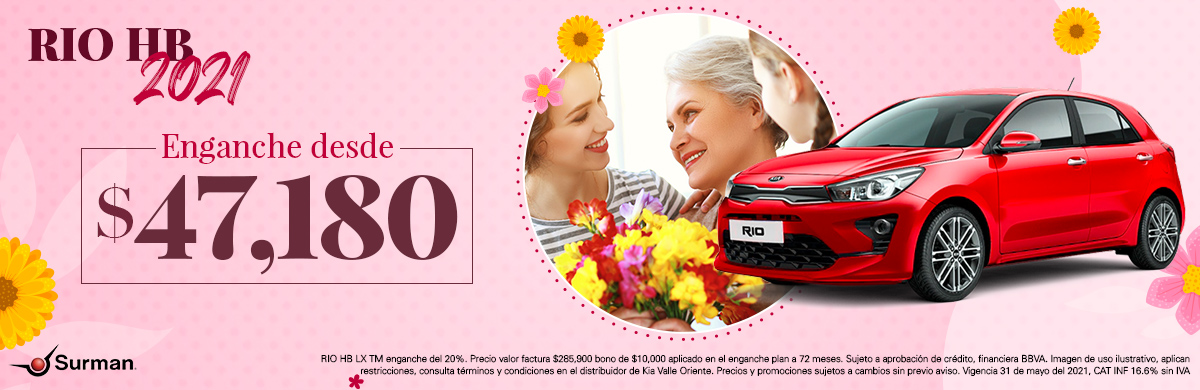 RIO HB
2021
Enganche desde
$47,180
RIO
Surman
RIO HB LX TM enganche del 20%. Precio valor factura $285,900 bono de $10,000 aplicado en el enganche plan a 72 meses. Sujeto a aprobación de crédito, financiera BBVA. Imagen de uso ilustrativo, aplican
restricciones, consulta términos y condiciones en el distribuidor de Kia Valle Oriente. Precios y promociones sujetos a cambios sin previo aviso. Vigencia 31 de mayo del 2021, CAT INF 16.6% sin IVA